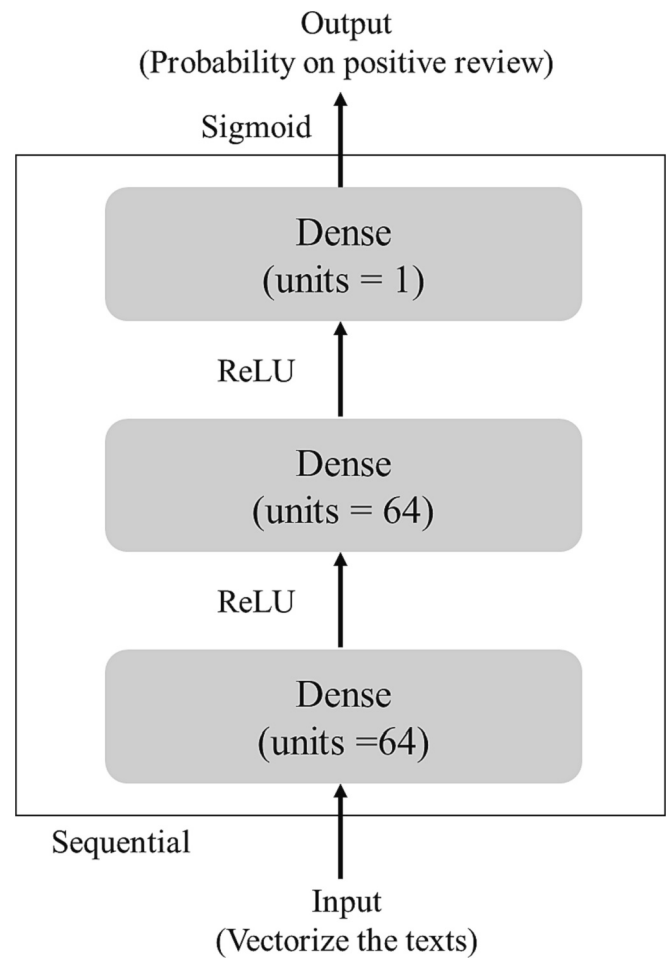 Output
(Probability on positive review)
Sigmoid
Dense
(units = 1)
ReLU
Dense
(units = 64)
ReLU
Dense
(units =64)
Sequential
Input
(Vectorize the texts)